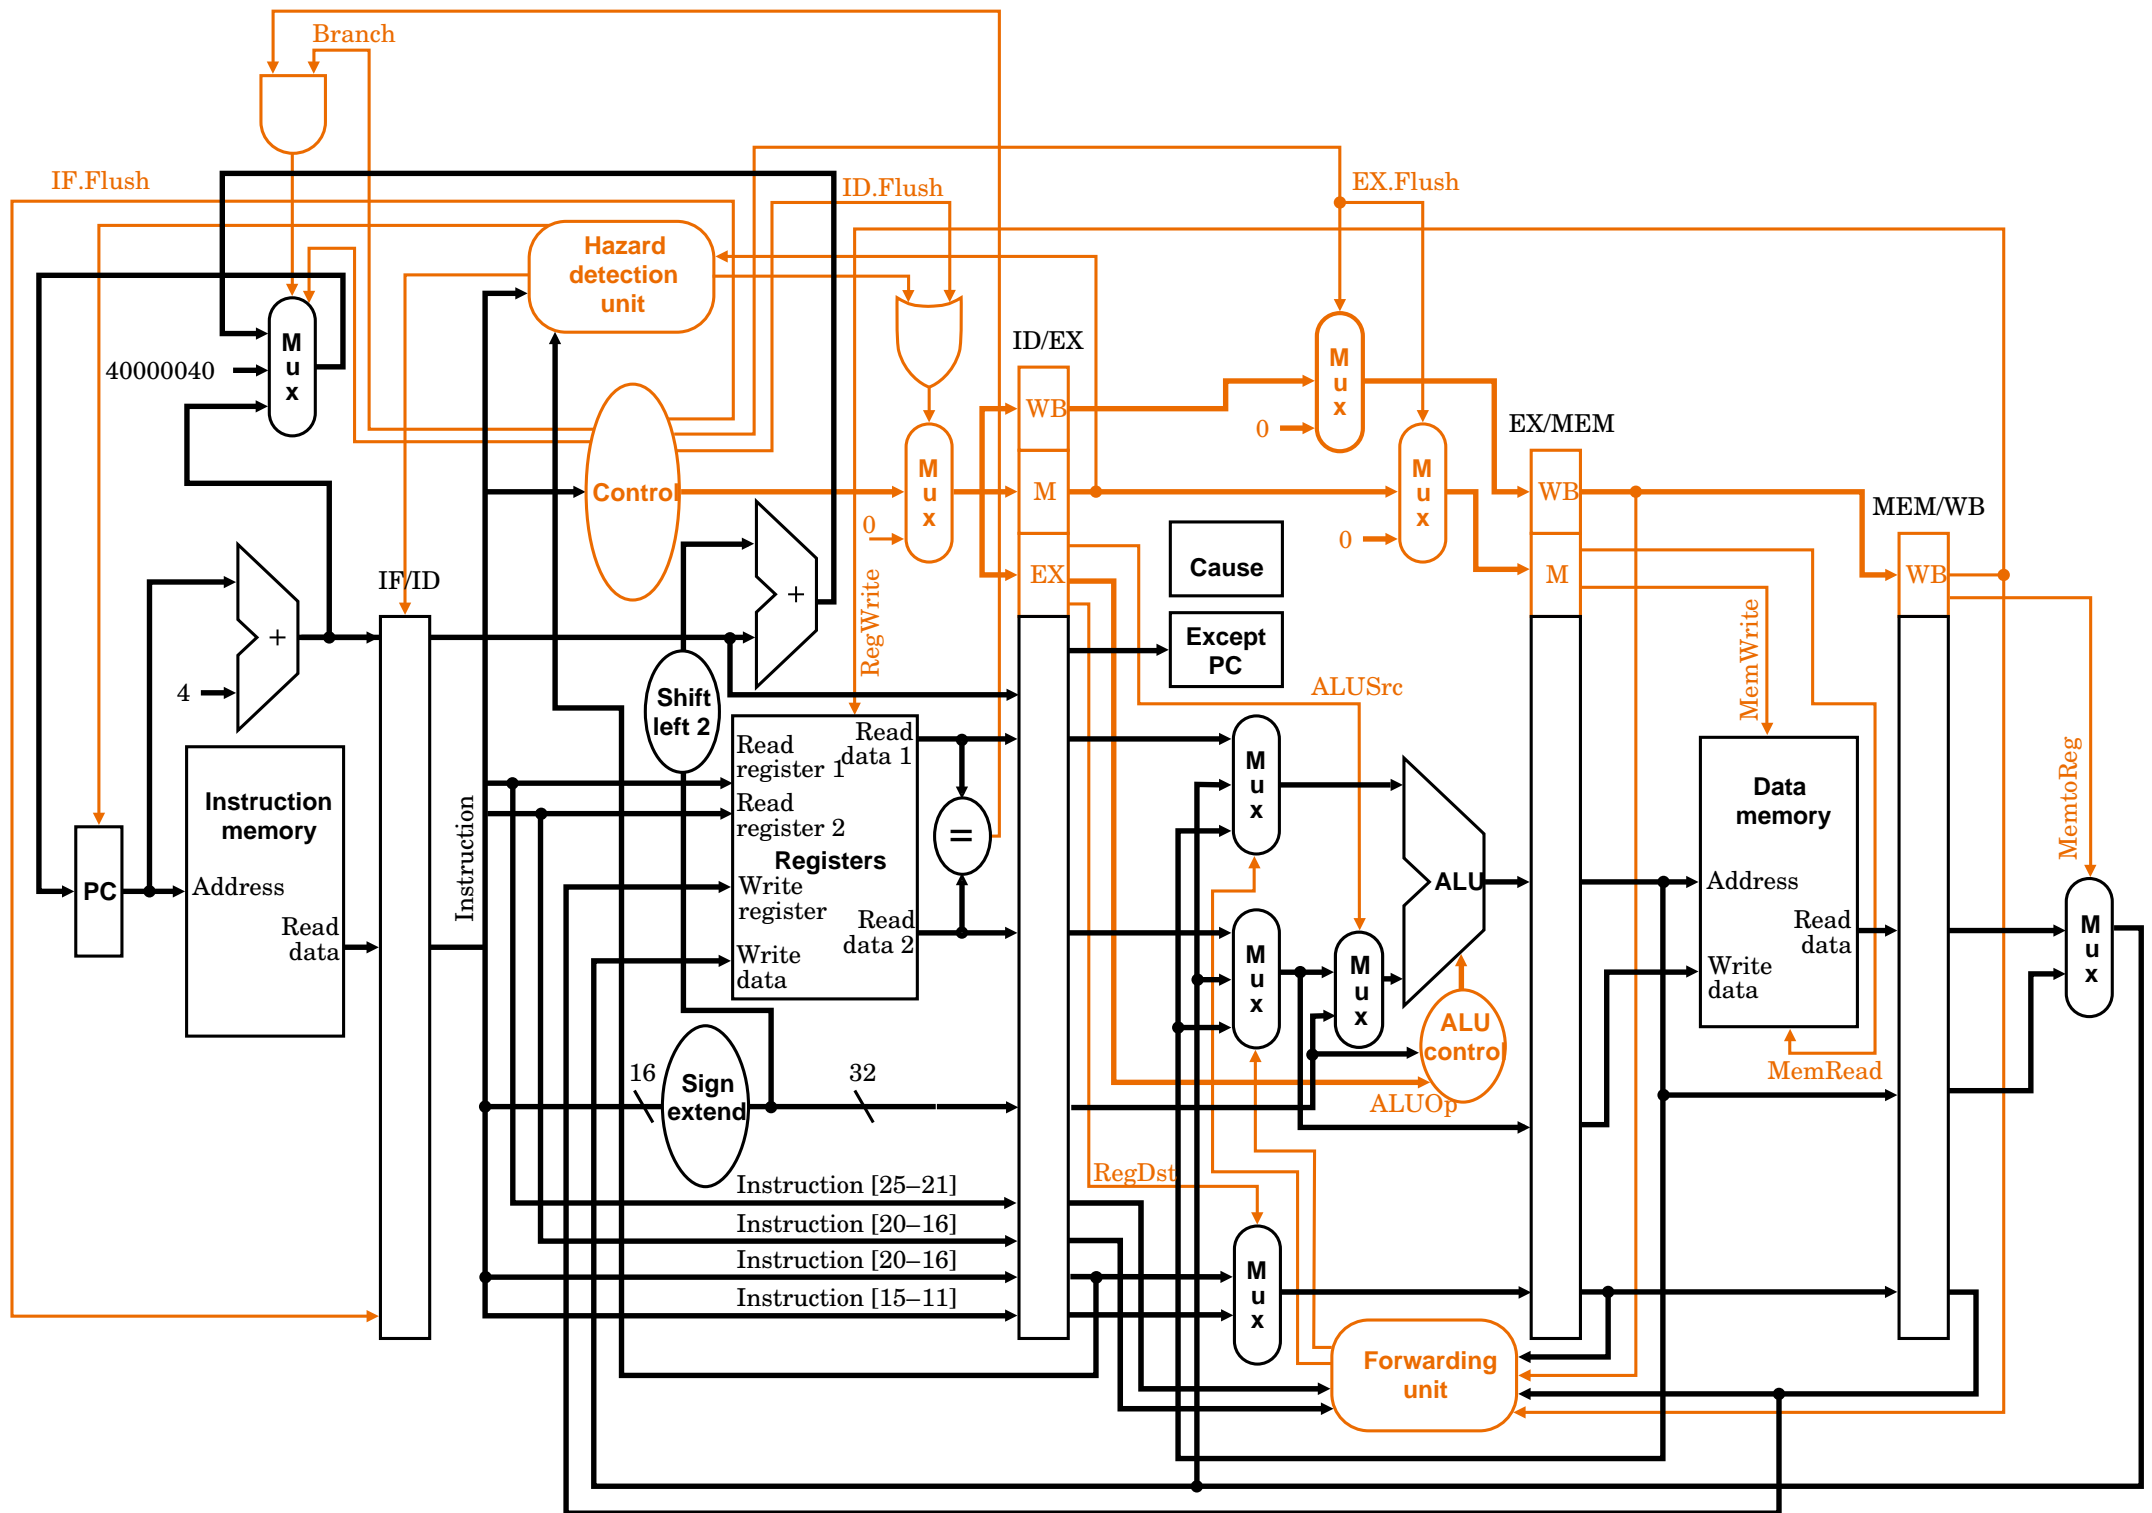 Branch
IF.Flush
ID.Flush
EX.Flush
Hazard
detection
unit
M
u
x
40000040
ID/EX
M
u
x
0
WB
EX/MEM
Control
M
u
x
0
M
M
u
x
0
WB
MEM/WB
Cause
EX
M
WB
IF/ID
+
+
4
RegWrite
Except
PC
MemWrite
ALUSrc
Shift
left 2
MemtoReg
Read
register 1
Read
data 1
M
u
x
Data
memory
Instruction
memory
Instruction
Read
register 2
=
Registers
PC
Address
Write
register
ALU
Address
Read
data
Read
data 2
Write
data
M
u
x
M
u
x
Read
data
Write
data
M
u
x
ALU
control
16
Sign
extend
32
MemRead
ALUOp
RegDst
Instruction [25–21]
Instruction [20–16]
Instruction [20–16]
Instruction [15–11]
M
u
x
Forwarding
unit